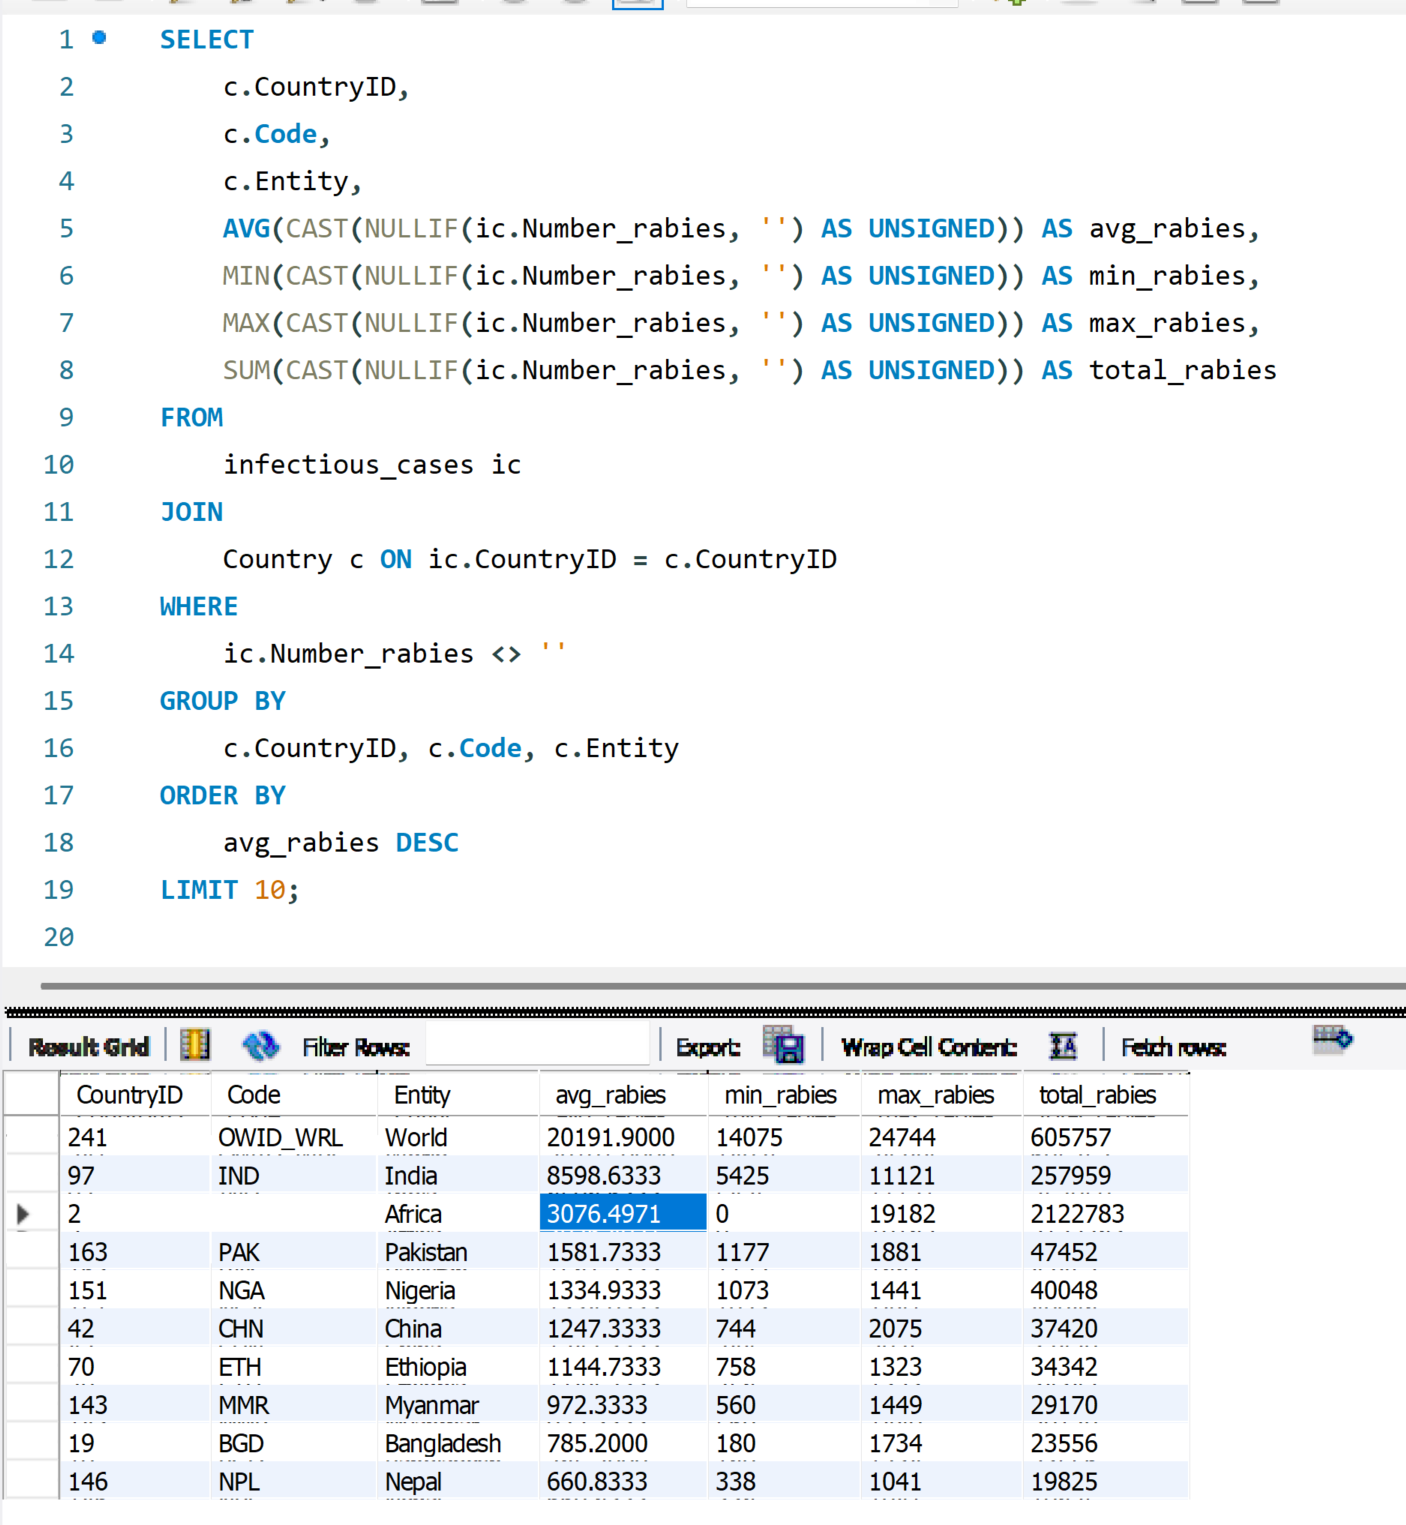 1 SELECT
2 c.CountryID,
3 c.Code,
4 c.Entity,
5 AVG(CAST(NULLIF(ic.Number_rabies, '') AS UNSIGNED)) AS avg_rabies,
6 MIN(CAST(NULLIF(ic.Number_rabies, '') AS UNSIGNED)) AS min_rabies,
7 MAX(CAST(NULLIF(ic.Number_rabies, '') AS UNSIGNED)) AS max_rabies,
8 SUM(CAST(NULLIF(ic.Number_rabies, '') AS UNSIGNED)) AS total_rabies
9 FROM
10 infectious_cases ic
11 JOIN
12 Country c ON ic.CountryID = c.CountryID
13 WHERE
14 ic.Number_rabies <> ''
15 GROUP BY
16 c.CountryID, c.Code, c.Entity
17 ORDER BY
18 avg_rabies DESC
19 LIMIT 10;
20
Result Grid Filter Rows: Export: Wrap Cell Content: Fetch rows:
CountryID Code Entity avg_rabies min_rabies max_rabies total_rabies
241 OWID_WRL World 20191.9000 14075 24744 605757
97 IND India 8598.6333 5425 11121 257959
2 Africa 3076.4971 0 19182 2122783
163 PAK Pakistan 1581.7333 1177 1881 47452
151 NGA Nigeria 1334.9333 1073 1441 40048
42 CHN China 1247.3333 744 2075 37420
70 ETH Ethiopia 1144.7333 758 1323 34342
143 MMR Myanmar 972.3333 560 1449 29170
19 BGD Bangladesh 785.2000 180 1734 23556
146 NPL Nepal 660.8333 338 1041 19825